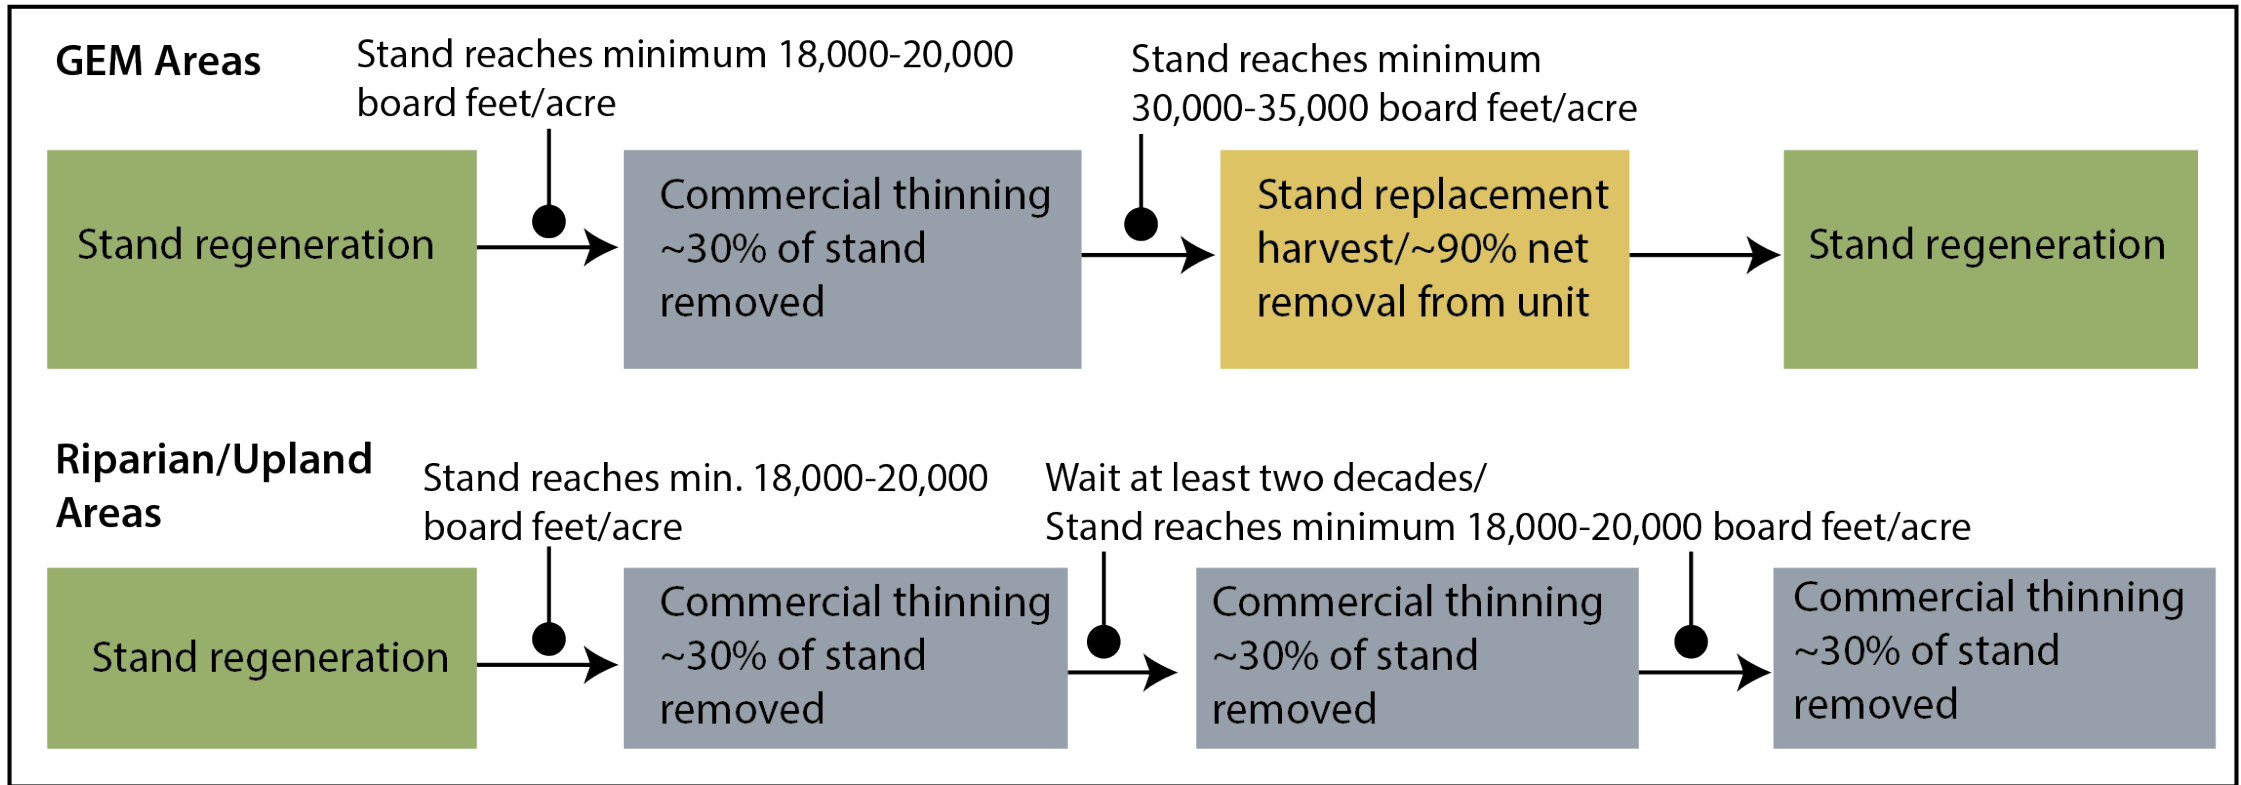 GEM Areas
Stand reaches minimum 18,000-20,000
board feet/acre
Stand reaches minimum
30,000-35,000 board feet/acre
Stand regeneration
Commercial thinning
~30% of stand
removed
Stand replacement
harvest/~90% net
removal from unit
Stand regeneration
Riparian/Upland
Areas
Stand reaches min. 18,000-20,000
board feet/acre
Wait at least two decades/
Stand reaches minimum 18,000-20,000 board feet/acre
Stand regeneration
Commercial thinning
~30% of stand
removed
Commercial thinning
~30% of stand
removed
Commercial thinning
~30% of stand
removed